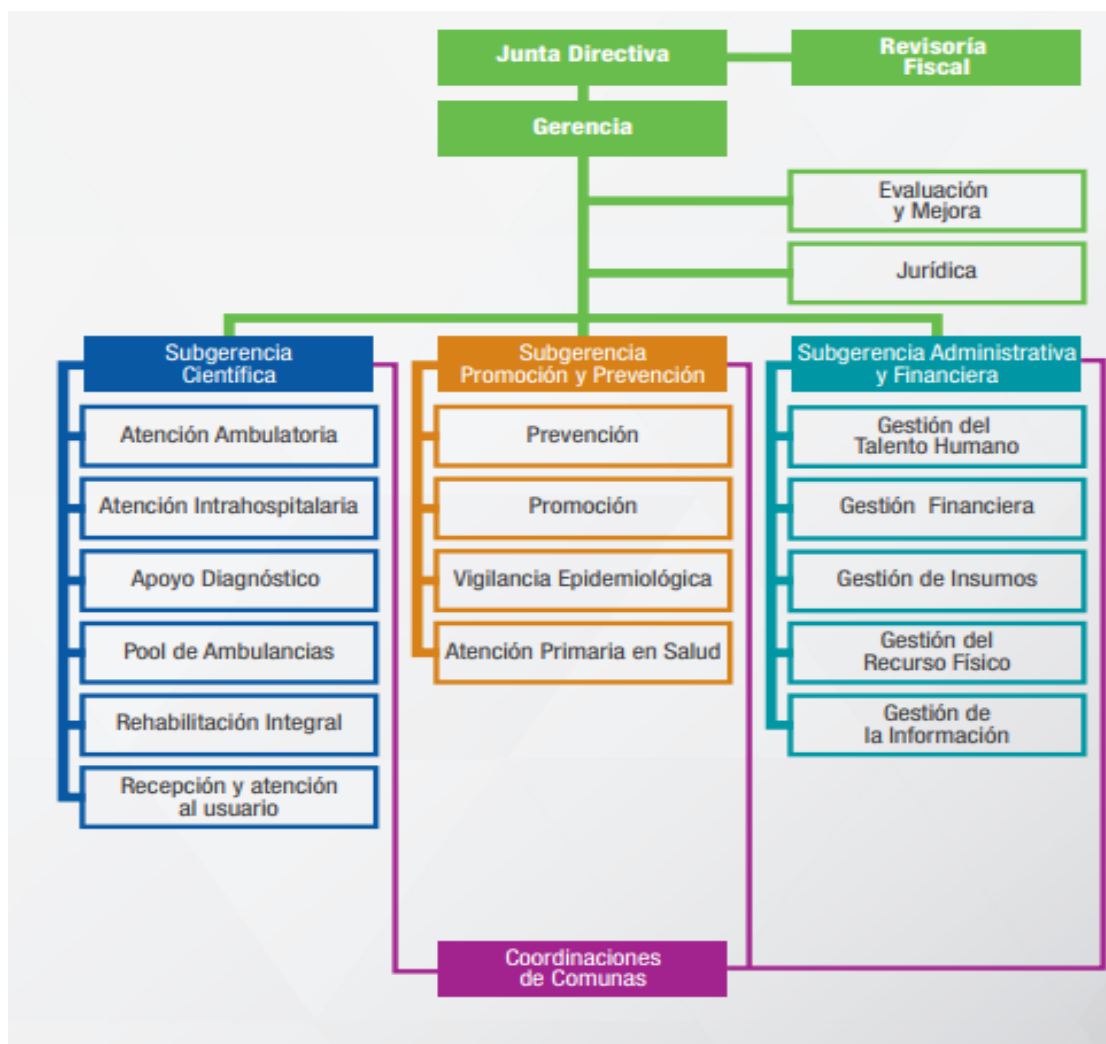 Junta Directiva
Revisoría
Fiscal
Gerencia
Evaluación
y Mejora
Jurídica
Subgerencia
Científica
Atención Ambulatoria
Atención Intrahospitalaria
Apoyo Diagnóstico
Pool de Ambulancias
Rehabilitación Integral
Recepción y atención
al usuario
Subgerencia
Promoción y Prevención
Prevención
Promoción
Vigilancia Epidemiológica
Atención Primaria en Salud
Subgerencia Administrativa
y Financiera
Gestión del
Talento Humano
Gestión Financiera
Gestión de Insumos
Gestión del
Recurso Físico
Gestión de
la Información
Coordinaciones
de Comunas